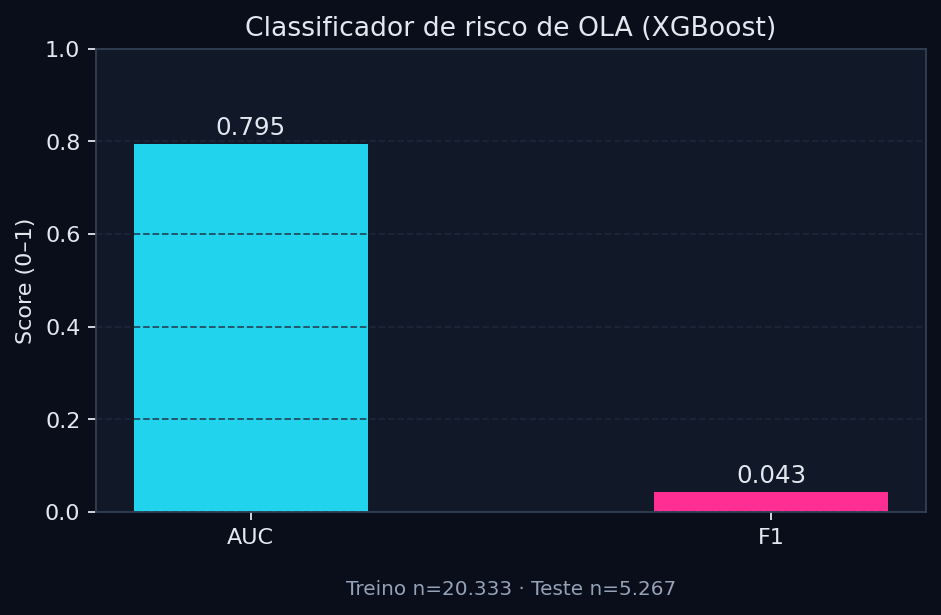 Classificador de risco de OLA (XGBoost)
Score (0–1)
1.0
0.8
0.6
0.4
0.2
0.0
0.795
0.043
AUC
F1
Treino n=20.333 · Teste n=5.267